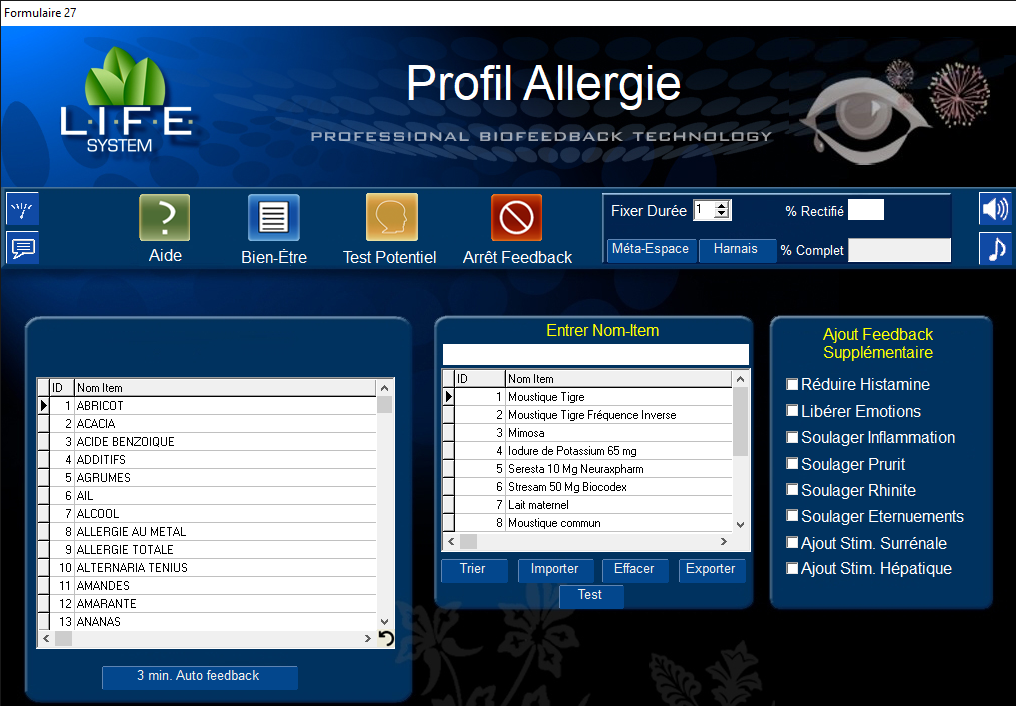 Formulaire 27
L·I·F·E
SYSTEM
Profil Allergie
PROFESSIONAL BIOFEEDBACK TECHNOLOGY
?
Aide
Bien-Être
Test Potentiel
Arrêt Feedback
Fixer Durée 1
% Rectifié
Méta-Espace
Harnais
% Complet
ID Nom Item
1 ABRICOT
2 ACACIA
3 ACIDE BENZOIQUE
4 ADDITIFS
5 AGRUMES
6 AIL
7 ALCOOL
8 ALLERGIE AU METAL
9 ALLERGIE TOTALE
10 ALTERNARIA TENIUS
11 AMANDES
12 AMARANTE
13 ANANAS
3 min. Auto feedback
Entrer Nom-Item
ID Nom Item
1 Moustique Tigre
2 Moustique Tigre Fréquence Inverse
3 Mimosa
4 Iodure de Potassium 65 mg
5 Seresta 10 Mg Neuraxpharm
6 Stresam 50 Mg Biocodex
7 Lait maternel
8 Moustique commun
Trier
Importer
Effacer
Exporter
Test
Ajout Feedback
Supplémentaire
Réduire Histamine
Libérer Emotions
Soulager Inflammation
Soulager Prurit
Soulager Rhinite
Soulager Eternuements
Ajout Stim. Surrénale
Ajout Stim. Hépatique